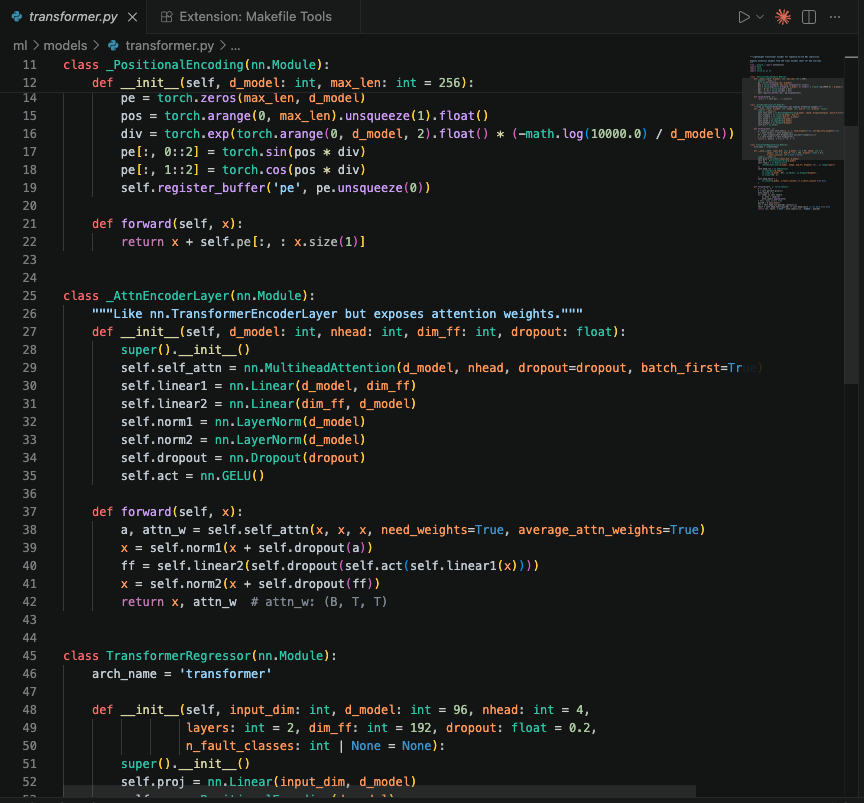 transformer.py
Extension: Makefile Tools
ml > models > transformer.py > ...
11 class _PositionalEncoding(nn.Module):
12     def __init__(self, d_model: int, max_len: int = 256):
14         pe = torch.zeros(max_len, d_model)
15         pos = torch.arange(0, max_len).unsqueeze(1).float()
16         div = torch.exp(torch.arange(0, d_model, 2).float() * (-math.log(10000.0) / d_model))
17         pe[:, 0::2] = torch.sin(pos * div)
18         pe[:, 1::2] = torch.cos(pos * div)
19         self.register_buffer('pe', pe.unsqueeze(0))
20
21     def forward(self, x):
22         return x + self.pe[:, : x.size(1)]
23
24
25 class _AttnEncoderLayer(nn.Module):
26     """Like nn.TransformerEncoderLayer but exposes attention weights."""
27     def __init__(self, d_model: int, nhead: int, dim_ff: int, dropout: float):
28         super().__init__()
29         self.self_attn = nn.MultiheadAttention(d_model, nhead, dropout=dropout, batch_first=True)
30         self.linear1 = nn.Linear(d_model, dim_ff)
31         self.linear2 = nn.Linear(dim_ff, d_model)
32         self.norm1 = nn.LayerNorm(d_model)
33         self.norm2 = nn.LayerNorm(d_model)
34         self.dropout = nn.Dropout(dropout)
35         self.act = nn.GELU()
36
37     def forward(self, x):
38         a, attn_w = self.self_attn(x, x, x, need_weights=True, average_attn_weights=True)
39         x = self.norm1(x + self.dropout(a))
40         ff = self.linear2(self.dropout(self.act(self.linear1(x))))
41         x = self.norm2(x + self.dropout(ff))
42         return x, attn_w  # attn_w: (B, T, T)
43
44
45 class TransformerRegressor(nn.Module):
46     arch_name = 'transformer'
47
48     def __init__(self, input_dim: int, d_model: int = 96, nhead: int = 4,
49                  layers: int = 2, dim_ff: int = 192, dropout: float = 0.2,
50                  n_fault_classes: int | None = None):
51         super().__init__()
52         self.proj = nn.Linear(input_dim, d_model)